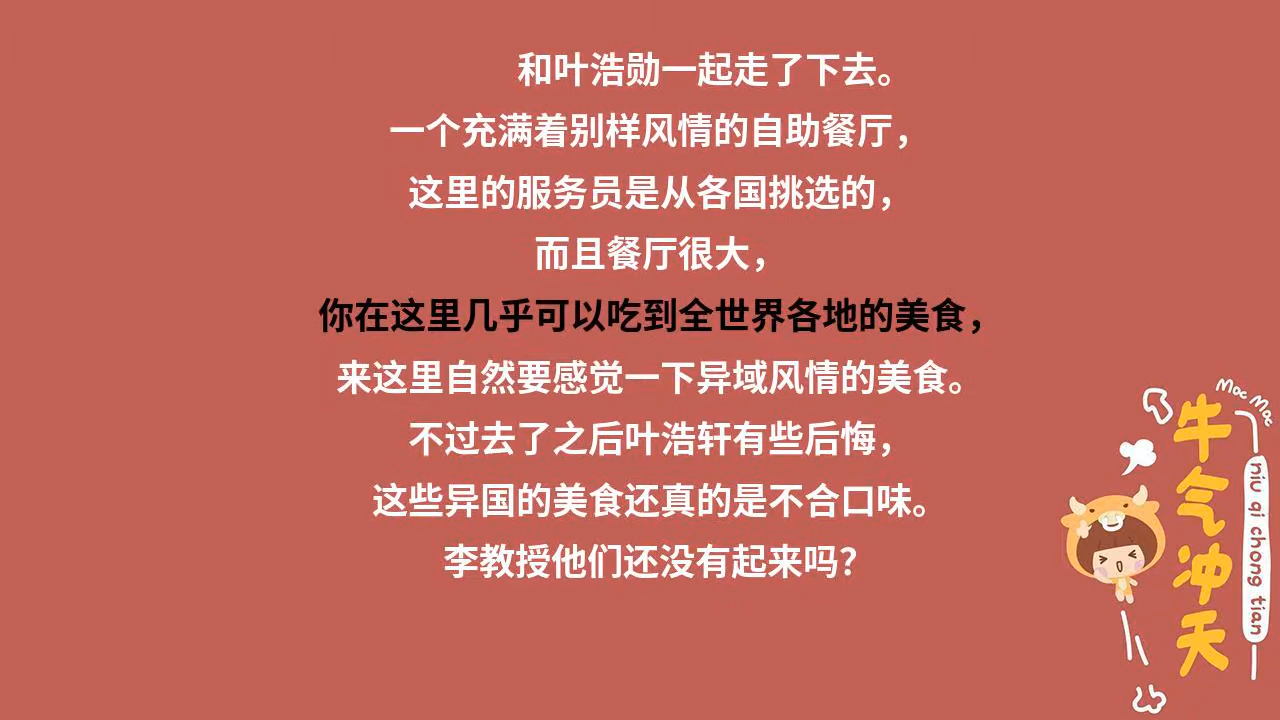 和叶浩勋一起走了下去。
一个充满着别样风情的自助餐厅，
这里的服务员是从各国挑选的，
而且餐厅很大，
你在这里几乎可以吃到全世界各地的美食，
来这里自然要感觉一下异域风情的美食。
不过去了之后叶浩轩有些后悔，
这些异国的美食还真的是不合口味。
李教授他们还没有起来吗？
Moc Moc
牛气冲天
niu qi chong tian